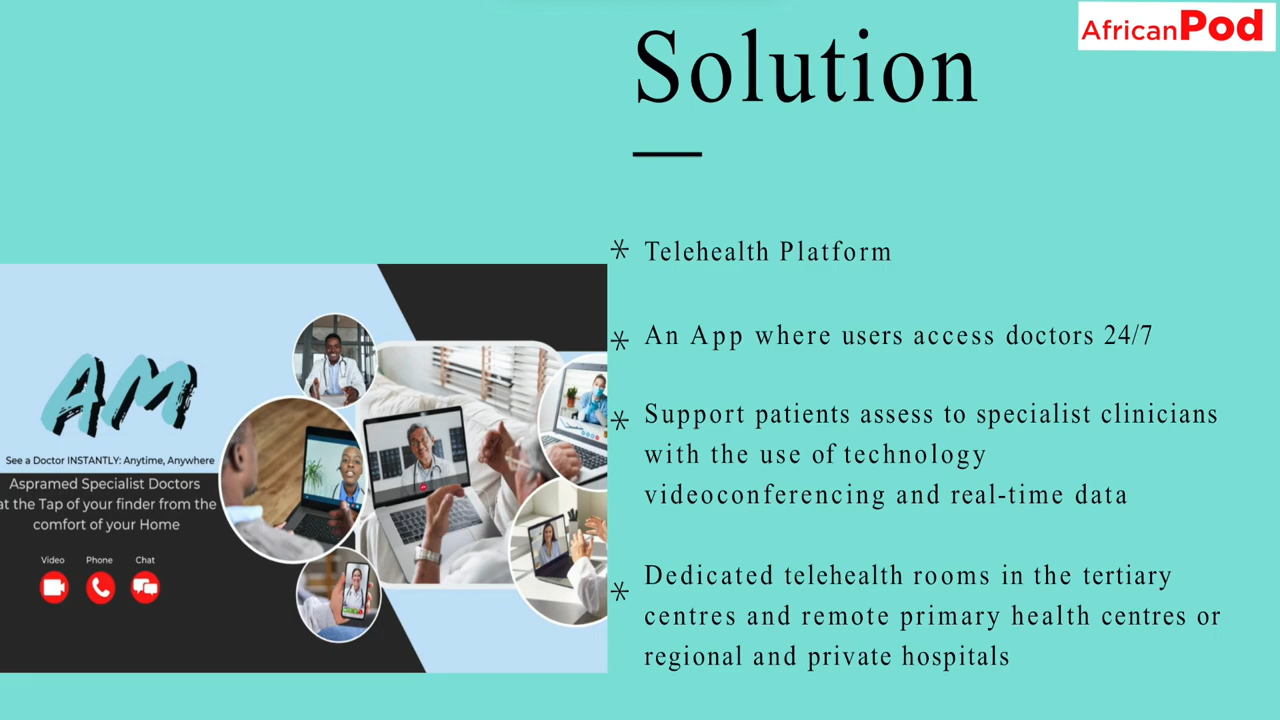 AfricanPod
Solution
* Telehealth Platform
* An App where users access doctors 24/7
* Support patients assess to specialist clinicians
with the use of technology
videoconferencing and real-time data
* Dedicated telehealth rooms in the tertiary
centres and remote primary health centres or
regional and private hospitals
AM
See a Doctor INSTANTLY: Anytime, Anywhere
Aspramed Specialist Doctors
at the Tap of your finder from the
comfort of your Home
Video Phone Chat